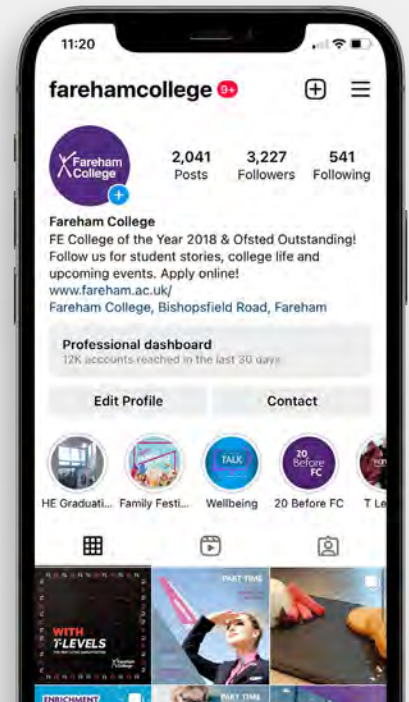 11:20
farehamcollege 9+
Fareham
College
2,041 3,227 541
Posts Followers Following
Fareham College
FE College of the Year 2018 & Ofsted Outstanding!
Follow us for student stories, college life and
upcoming events. Apply online!
www.fareham.ac.uk/
Fareham College, Bishopsfield Road, Fareham
Professional dashboard
12K accounts reached in the last 30 days.
Edit Profile Contact
TALK
20
Before
FC
HE Graduati... Family Festi... Wellbeing 20 Before FC T Le
WITH
T-LEVELS
Fareham
College
PART-TIME
ENRICHMENT
PART-TIME